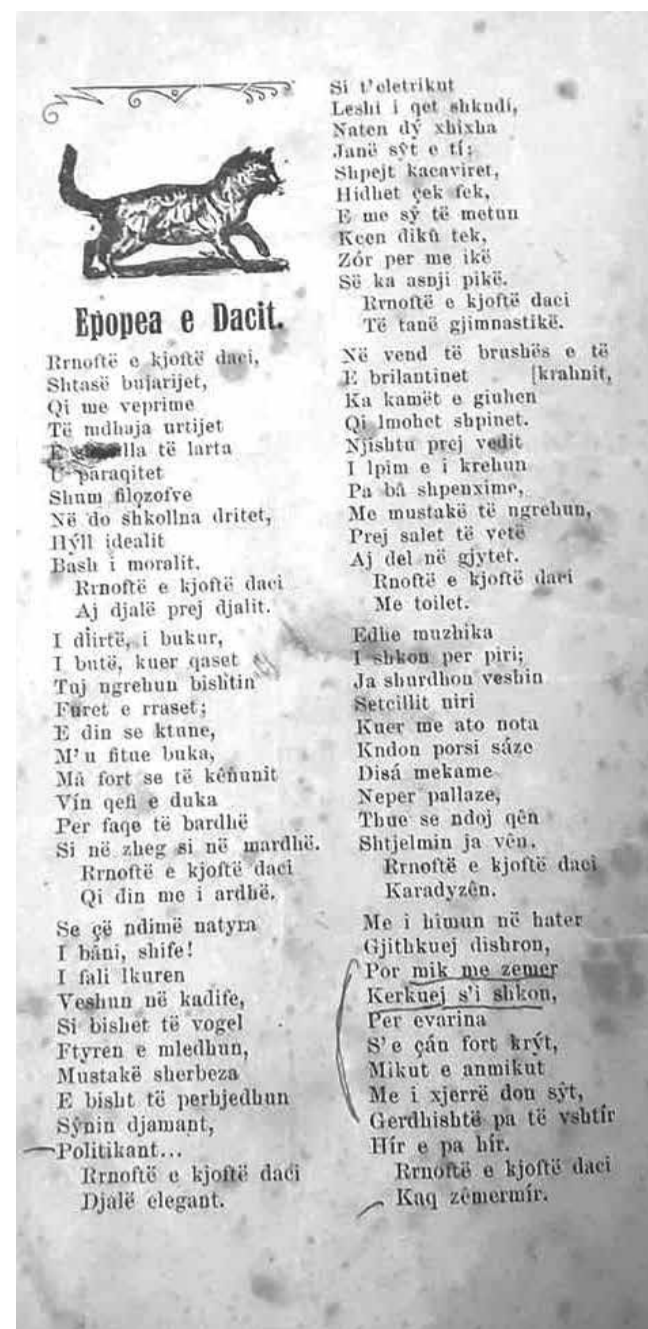 Epopea e Dacit.
Rrnoftë e kjoftë daci,
Shtasë bujarijet,
Qi me veprime
Të mdhaja urtijet
E lla të larta
U paraqitet
Shum filozofve
Në do shkollna dritet,
Hŷll idealit
Bash i moralit.
Rrnoftë e kjoftë daci
Aj djalë prej djalit.
I dlirtë, i bukur,
I butë, kuer qaset
Tuj ngrehun bishtin
Furet e rraset;
E din se ktune,
M'u fitue buka,
Mâ fort se të kêňunit
Vín qefi e duka
Per faqe të bardhë
Si në zheg si në mardhë.
Rrnoftë e kjoftë daci
Qi din me i ardhë.
Se çë ndimë natyra
I bâni, shife!
I fali lkuren
Veshun në kadife,
Si bishet të vogel
Ftyren e mledhun,
Mustakë sherbeza
E bisht të perhjedhun
Sŷnin djamant,
Politikant...
Rrnoftë e kjoftë daci
Djalë elegant.
Si t'eletrikut
Leshi i qet shkndí,
Naten dŷ xhixha
Janë sŷt e tí;
Shpejt kacaviret,
Hidhet çek fek,
E me sŷ të metun
Kcen dikû tek,
Zór per me ikë
Së ka asnji pikë.
Rrnoftë e kjoftë daci
Të tanë gjimnastikë.
Në vend të brushës e të
E brilantinet [krahnit,
Ka kamët e giuhen
Qi lmohet shpinet.
Njishtu prej vedit
I lpim e i krehun
Pa bâ shpenxime,
Me mustakë të ngrehun,
Prej salet të vetë
Aj del në gjytet.
Rnoftë e kjoftë daci
Me toilet.
Edhe muzhika
I shkon per piri;
Ja shurdhon veshin
Setcillit niri
Kuer me ato nota
Kndon porsi sáze
Disá mekame
Neper pallaze,
Thue se ndoj qên
Shtjelmin ja vên.
Rrnoftë e kjoftë daci
Karadyzên.
Me i himun në hater
Gjithkuej dishron,
Por mik me zemer
Kerkuej s'i shkon,
Per evarina
S'e çán fort krŷt,
Mikut e anmikut
Me i xjerrë don sŷt,
Gerdhishtë pa të vshtír
Hír e pa hír.
Rrnoftë e kjoftë daci
Kaq zêmermír.